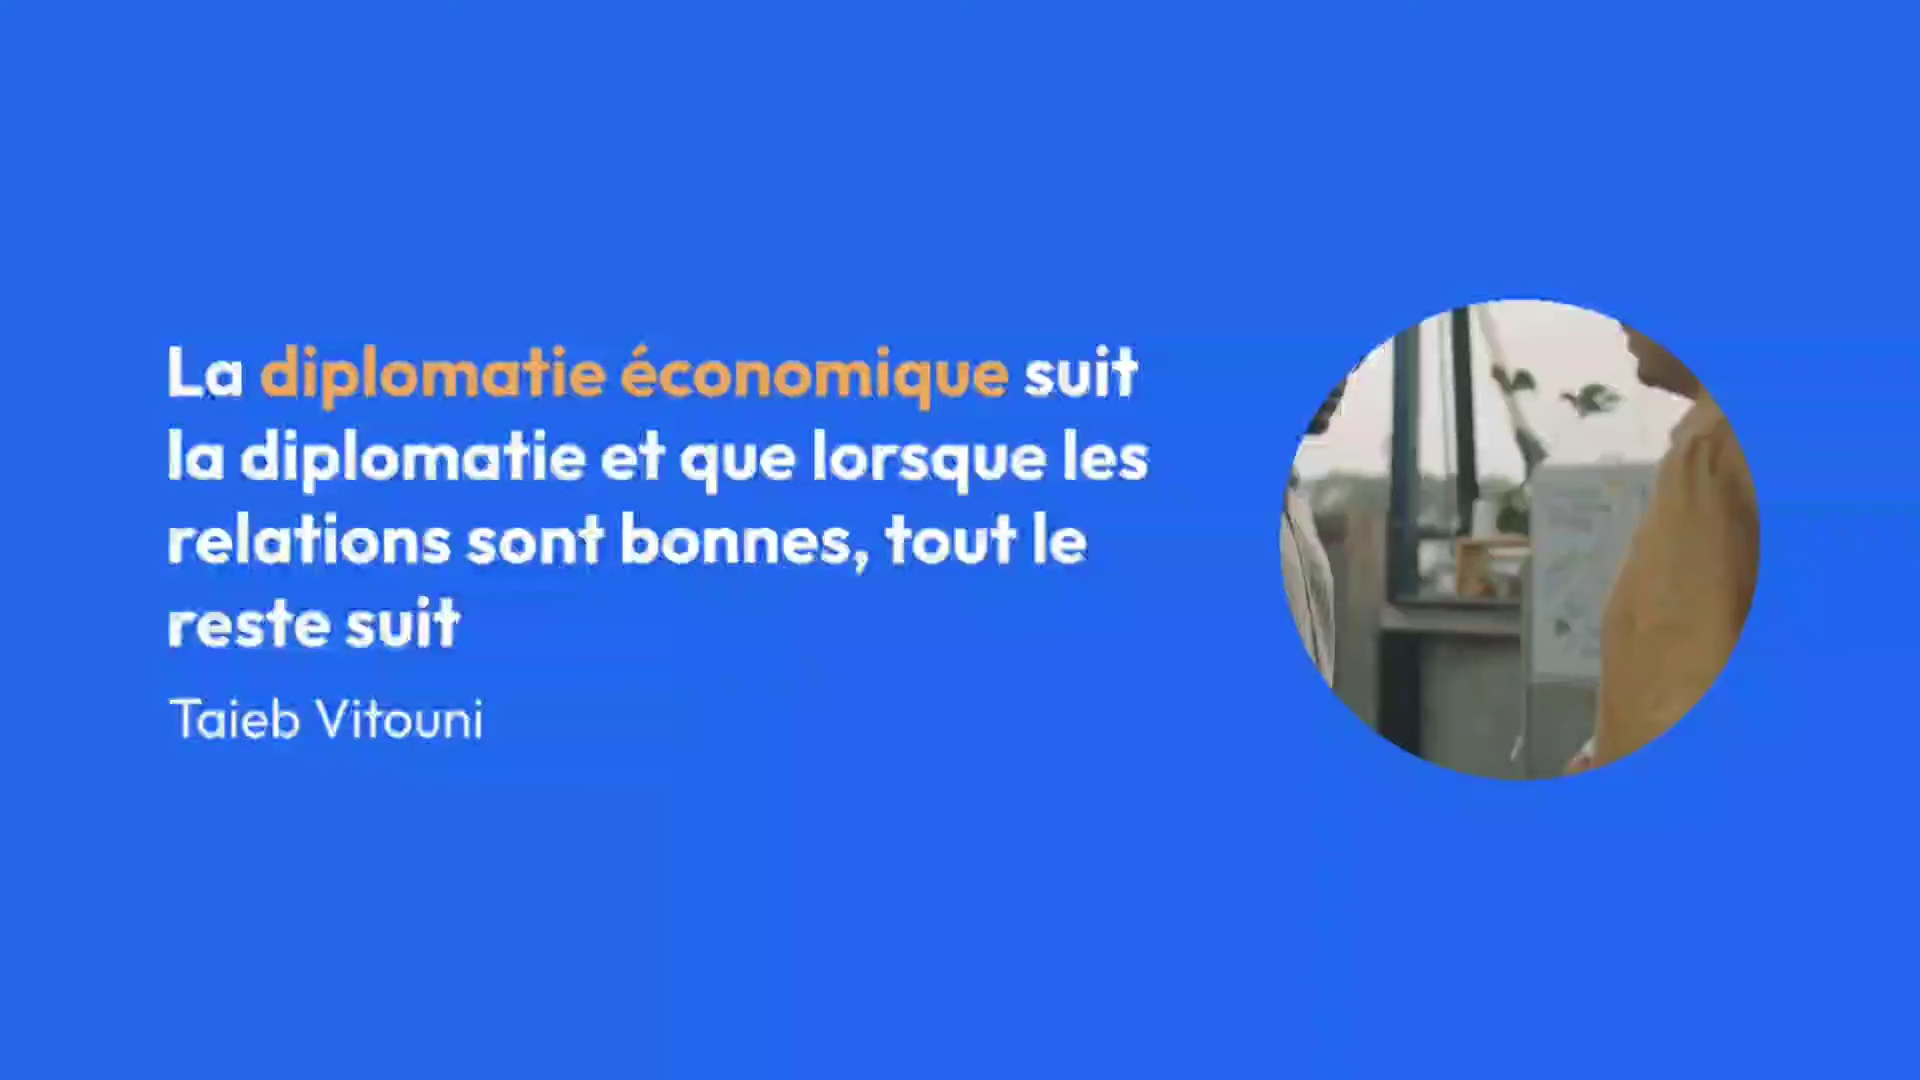 La diplomatie économique suit
la diplomatie et que lorsque les
relations sont bonnes, tout le
reste suit
Taieb Vitouni